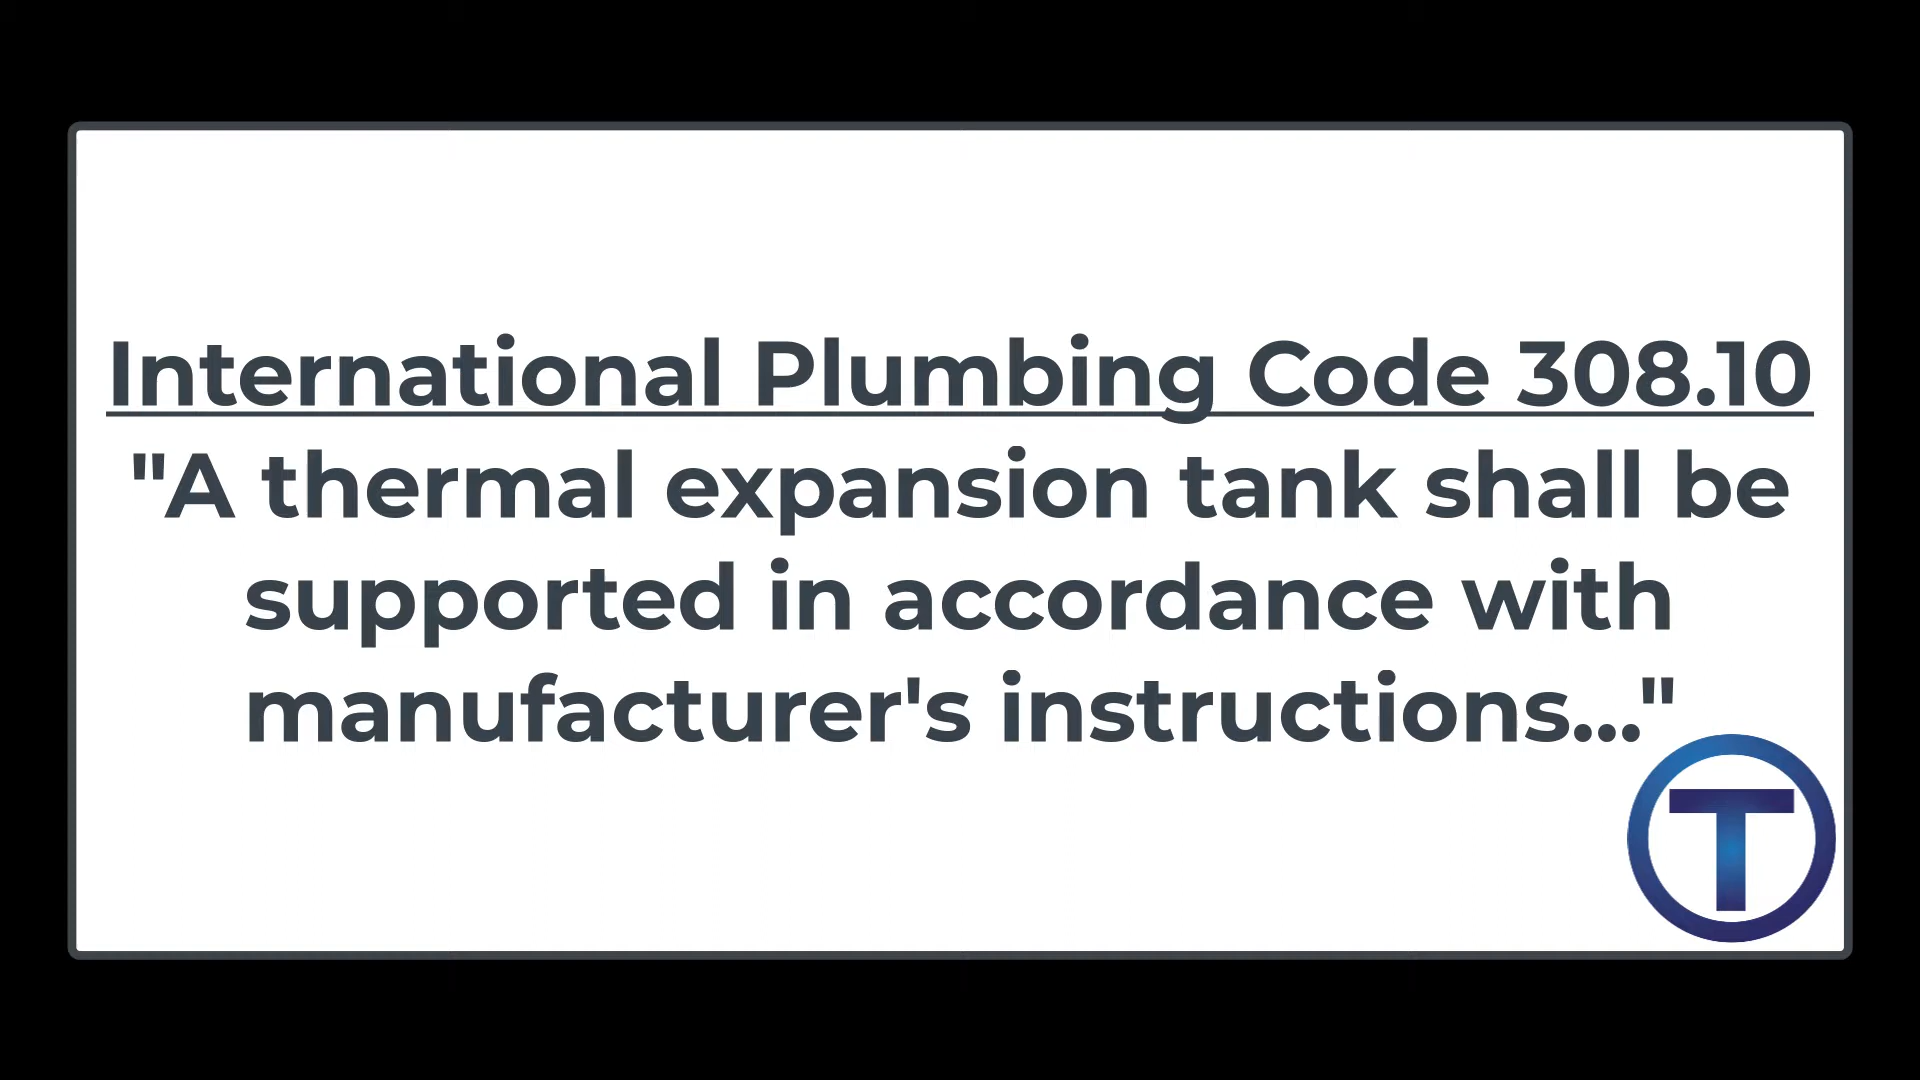 International Plumbing Code 308.10
"A thermal expansion tank shall be
supported in accordance with
manufacturer's instructions..."
T